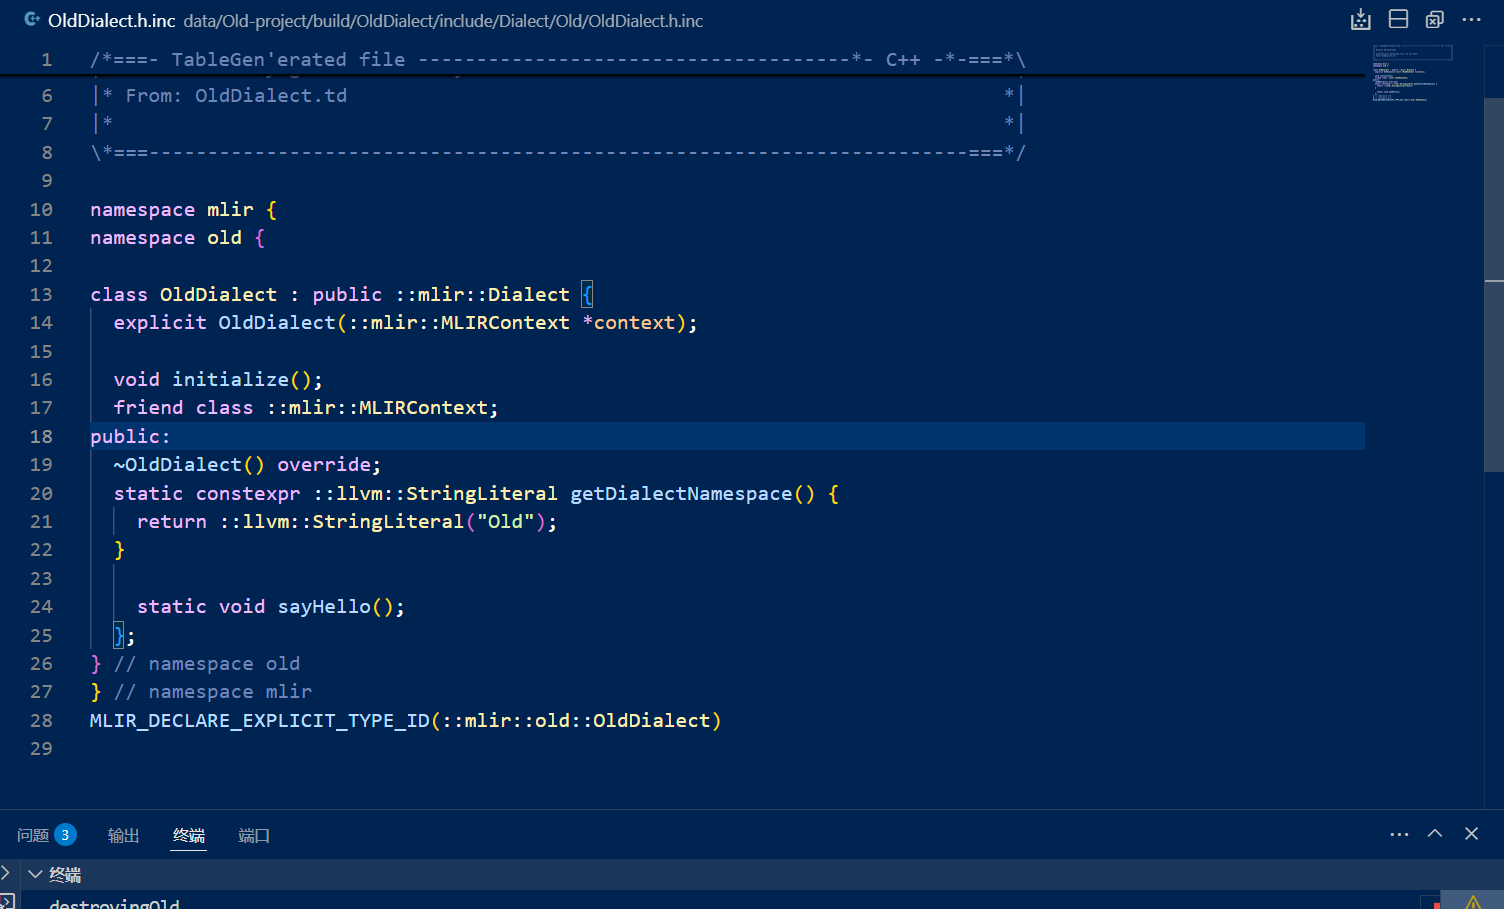 OldDialect.h.inc data/Old-project/build/OldDialect/include/Dialect/Old/OldDialect.h.inc
1 /*===- TableGen'erated file -------------------------------------*- C++ -*-===*\
6 |* From: OldDialect.td *|
7 |* *|
8 \*===----------------------------------------------------------------------===*/
9
10 namespace mlir {
11 namespace old {
12
13 class OldDialect : public ::mlir::Dialect {
14 explicit OldDialect(::mlir::MLIRContext *context);
15
16 void initialize();
17 friend class ::mlir::MLIRContext;
18 public:
19 ~OldDialect() override;
20 static constexpr ::llvm::StringLiteral getDialectNamespace() {
21 return ::llvm::StringLiteral("Old");
22 }
23
24 static void sayHello();
25 };
26 } // namespace old
27 } // namespace mlir
28 MLIR_DECLARE_EXPLICIT_TYPE_ID(::mlir::old::OldDialect)
29
问题 3 输出 终端 端口
终端
destroyingOld